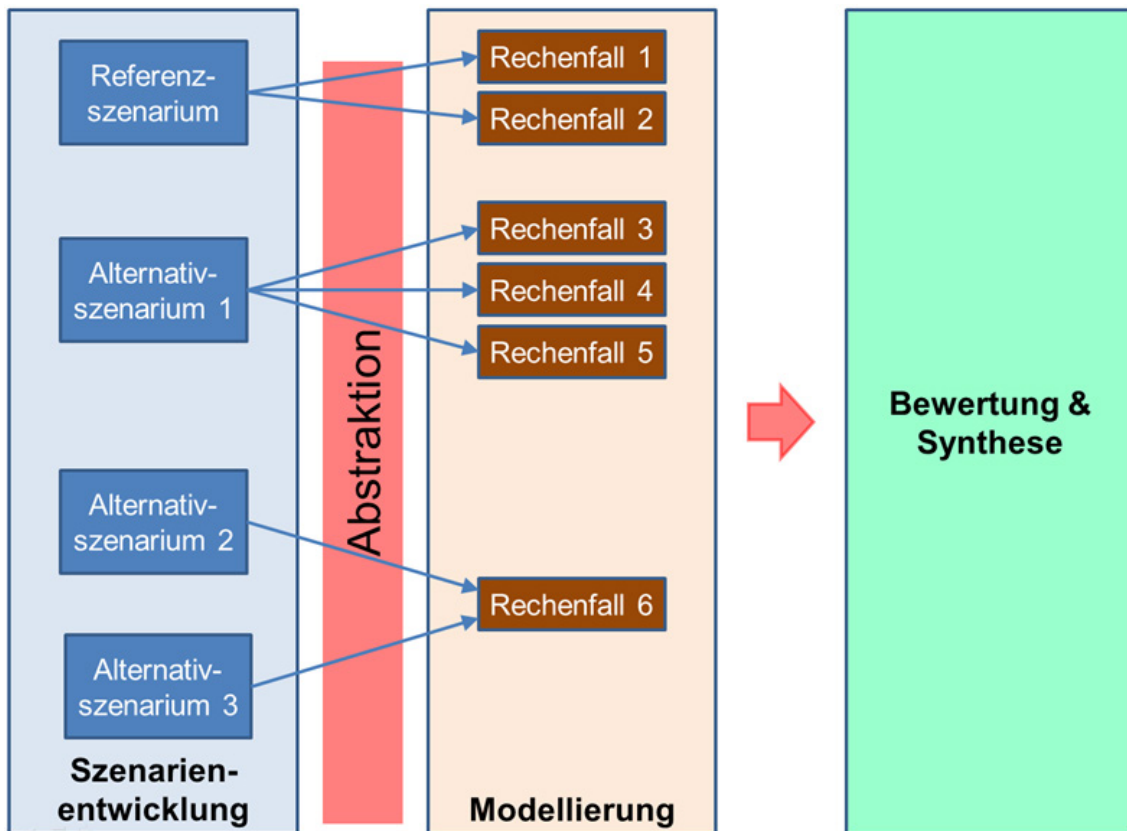 Referenz-
szenarium
Alternativ-
szenarium 1
Alternativ-
szenarium 2
Alternativ-
szenarium 3
Szenarien-
entwicklung
Abstraktion
Rechenfall 1
Rechenfall 2
Rechenfall 3
Rechenfall 4
Rechenfall 5
Rechenfall 6
Modellierung
Bewertung &
Synthese